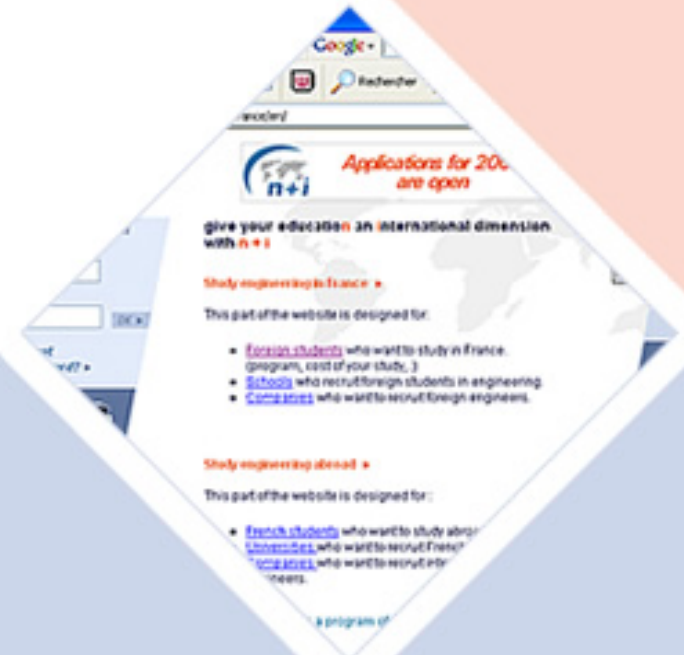 Google
Rechercher
n+i
Applications for 200
are open
give your education an international dimension
with n + i
Study engineering in France
This part of the website is designed for:
Foreign students who want to study in France.
(program, cost of your study, )
Schools who recruit foreign students in engineering.
Companies who want to recruit foreign engineers.
Study engineering abroad
This part of the website is designed for :
French students who want to study abro
Universities who want to recruit French
Companies who want to recruit
a program of